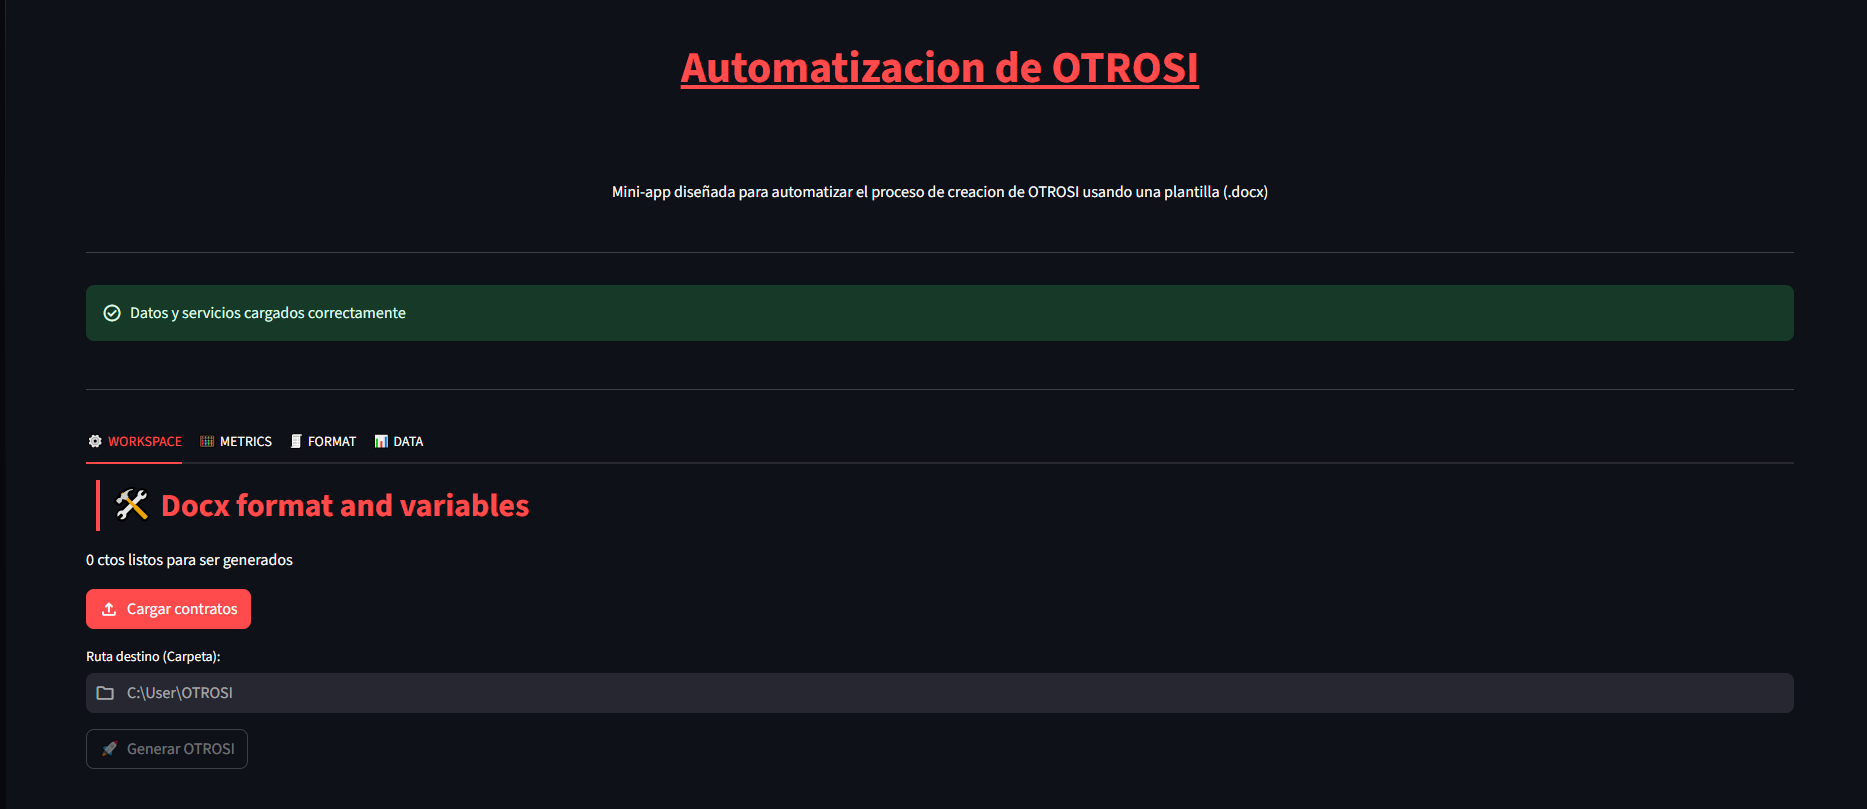 Automatizacion de OTROSI
Mini-app diseñada para automatizar el proceso de creacion de OTROSI usando una plantilla (.docx)
Datos y servicios cargados correctamente
WORKSPACE METRICS FORMAT DATA
Docx format and variables
0 ctos listos para ser generados
Cargar contratos
Ruta destino (Carpeta):
C:\User\OTROSI
Generar OTROSI